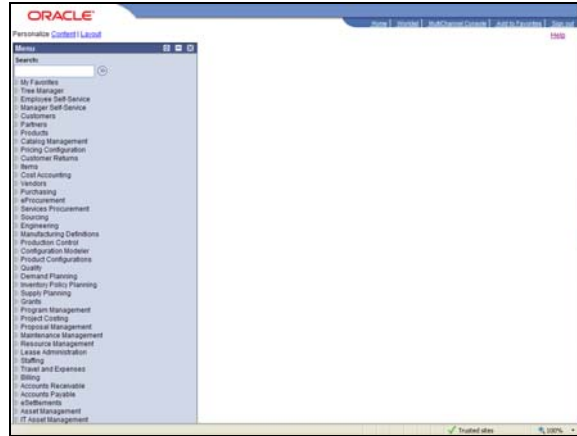 ORACLE
Home | Worklist | MultiChannel Console | Add to Favorites | Sign out
Personalize Content | Layout
Help
Menu
Search:
My Favorites
Tree Manager
Employee Self-Service
Manager Self-Service
Customers
Partners
Products
Catalog Management
Pricing Configuration
Customer Returns
Items
Cost Accounting
Vendors
Purchasing
eProcurement
Services Procurement
Sourcing
Engineering
Manufacturing Definitions
Production Control
Configuration Modeler
Product Configurations
Quality
Demand Planning
Inventory Policy Planning
Supply Planning
Grants
Program Management
Project Costing
Proposal Management
Maintenance Management
Resource Management
Lease Administration
Staffing
Travel and Expenses
Billing
Accounts Receivable
Accounts Payable
eSettlements
Asset Management
IT Asset Management
Trusted sites
100%